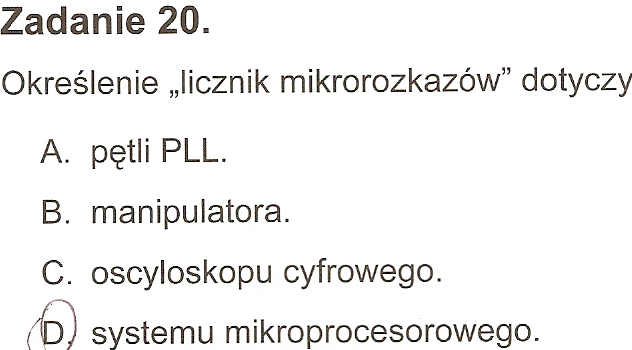 Zadanie 20.
Określenie „licznik mikrorozkazów” dotyczy
A. pętli PLL.
B. manipulatora.
C. oscyloskopu cyfrowego.
D. systemu mikroprocesorowego.